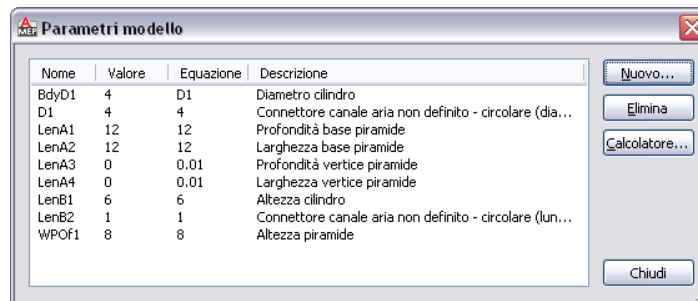 Parametri modello
Nome Valore Equazione Descrizione
BdyD1 4 D1 Diametro cilindro
D1 4 4 Connettore canale aria non definito - circolare (dia...
LenA1 12 12 Profondità base piramide
LenA2 12 12 Larghezza base piramide
LenA3 0 0.01 Profondità vertice piramide
LenA4 0 0.01 Larghezza vertice piramide
LenB1 6 6 Altezza cilindro
LenB2 1 1 Connettore canale aria non definito - circolare (lun...
WPOf1 8 8 Altezza piramide
Nuovo...
Elimina
Calcolatore...
Chiudi